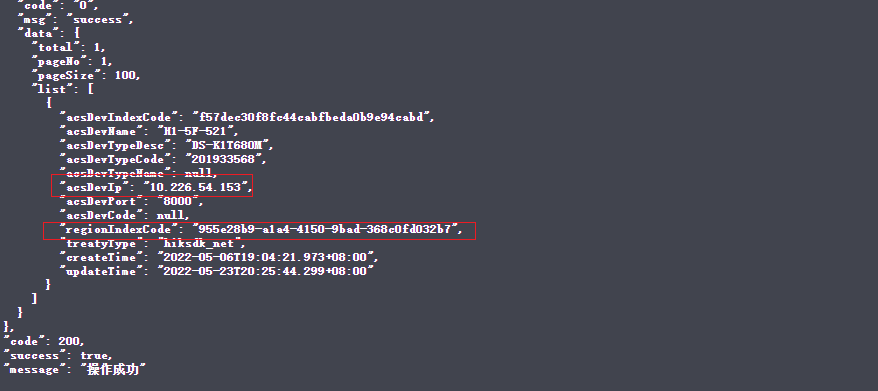 "code": "0",
"msg": "success",
"data": {
"total": 1,
"pageNo": 1,
"pageSize": 100,
"list": [
{
"acsDevIndexCode": "f57dec30f8fc44cabfbeda0b9e94cabd",
"acsDevName": "M1-5F-521",
"acsDevTypeDesc": "DS-K1T680M",
"acsDevTypeCode": "201933568",
"acsDevTypeName": null,
"acsDevIp": "10.226.54.153",
"acsDevPort": "8000",
"acsDevCode": null,
"regionIndexCode": "955e28b9-a1a4-4150-9bad-368c0fd032b7",
"treatyType": "hiksdk_net",
"createTime": "2022-05-06T19:04:21.973+08:00",
"updateTime": "2022-05-23T20:25:44.299+08:00"
}
]
}
},
"code": 200,
"success": true,
"message": "操作成功"